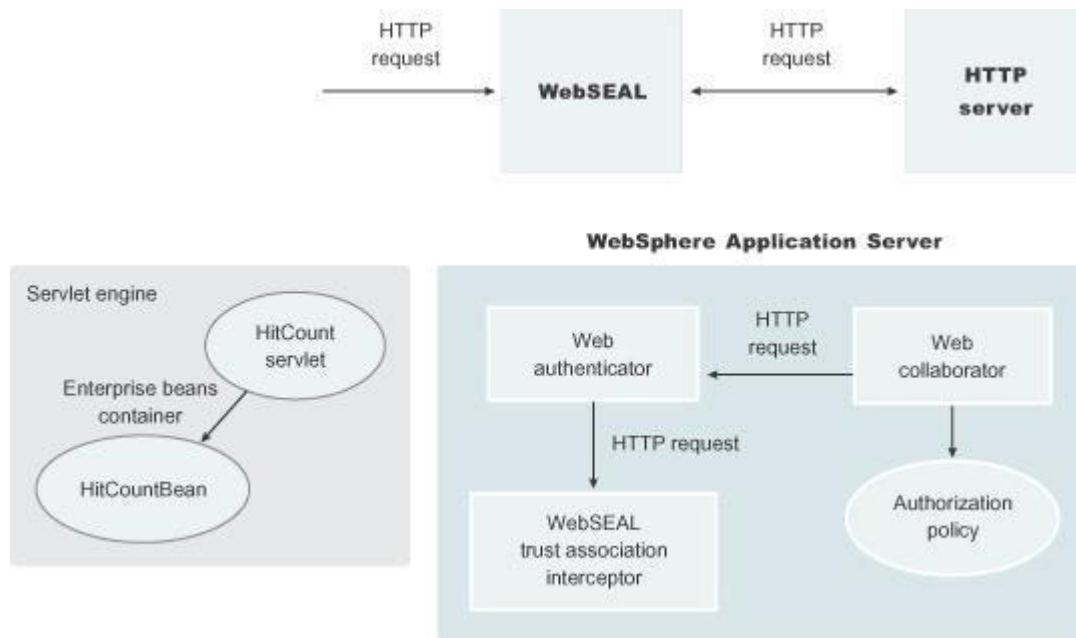 HTTP
request
WebSEAL
HTTP
request
HTTP
server
WebSphere Application Server
Servlet engine
HitCount
servlet
Enterprise beans
container
HitCountBean
Web
authenticator
HTTP
request
Web
collaborator
HTTP request
WebSEAL
trust association
interceptor
Authorization
policy